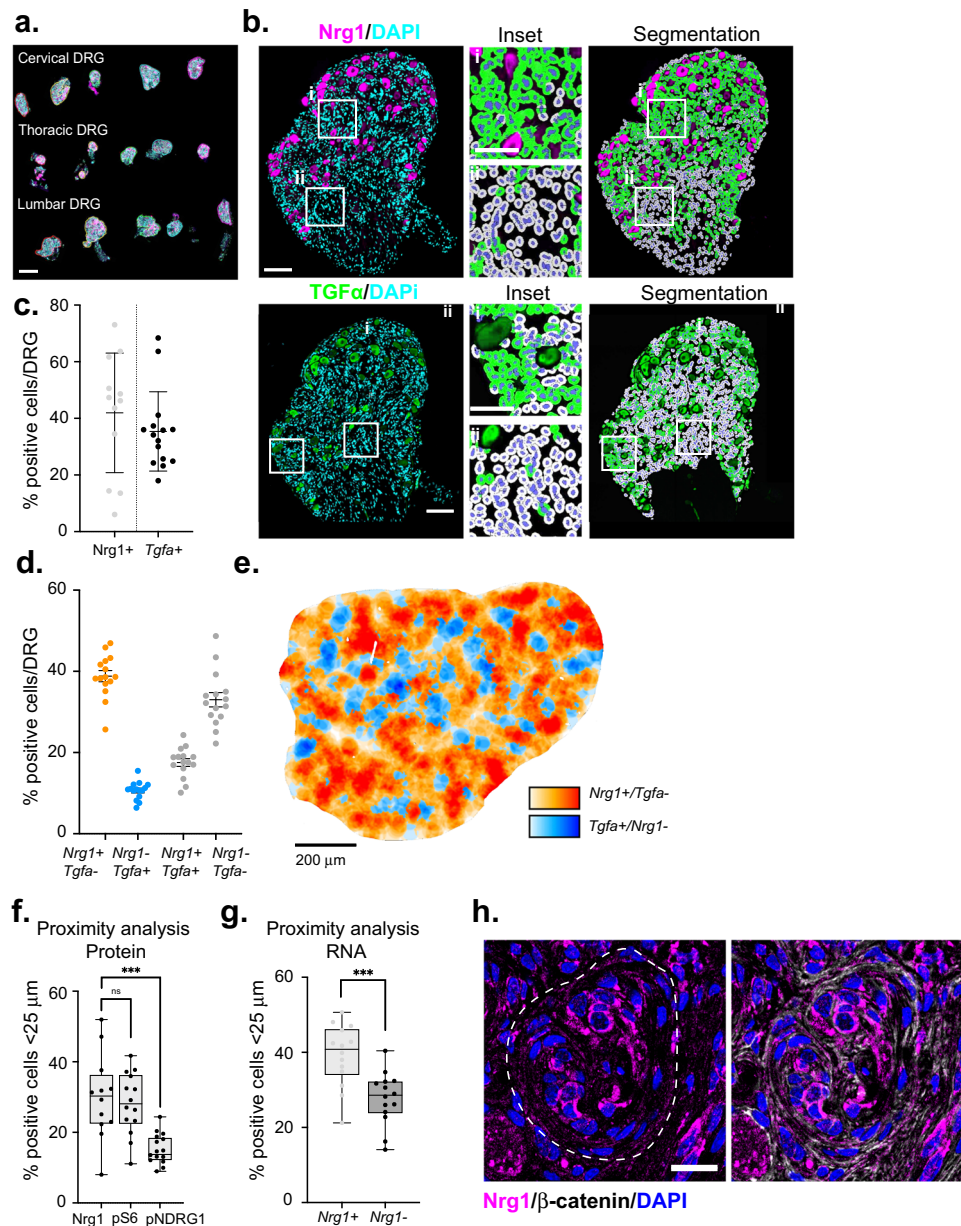 a.
Cervical DRG
Thoracic DRG
Lumbar DRG
b.
Nrg1/DAPI
Inset
Segmentation
i
ii
i
i
ii
TGFα/DAPi
Inset
Segmentation
ii
i
i
ii
ii
c.
% positive cells/DRG
80
60
40
20
0
Nrg1+
Tgfa+
d.
% positive cells/DRG
60
40
20
0
Nrg1+ Nrg1- Nrg1+ Nrg1-
Tgfa- Tgfa+ Tgfa+ Tgfa-
e.
Nrg1+/Tgfa-
Tgfa+/Nrg1-
200 μm
f.
Proximity analysis
Protein
% positive cells <25 μm
60
40
20
0
***
ns
Nrg1 pS6 pNDRG1
g.
Proximity analysis
RNA
% positive cells <25 μm
60
40
20
0
***
Nrg1+ Nrg1-
h.
Nrg1/β-catenin/DAPI